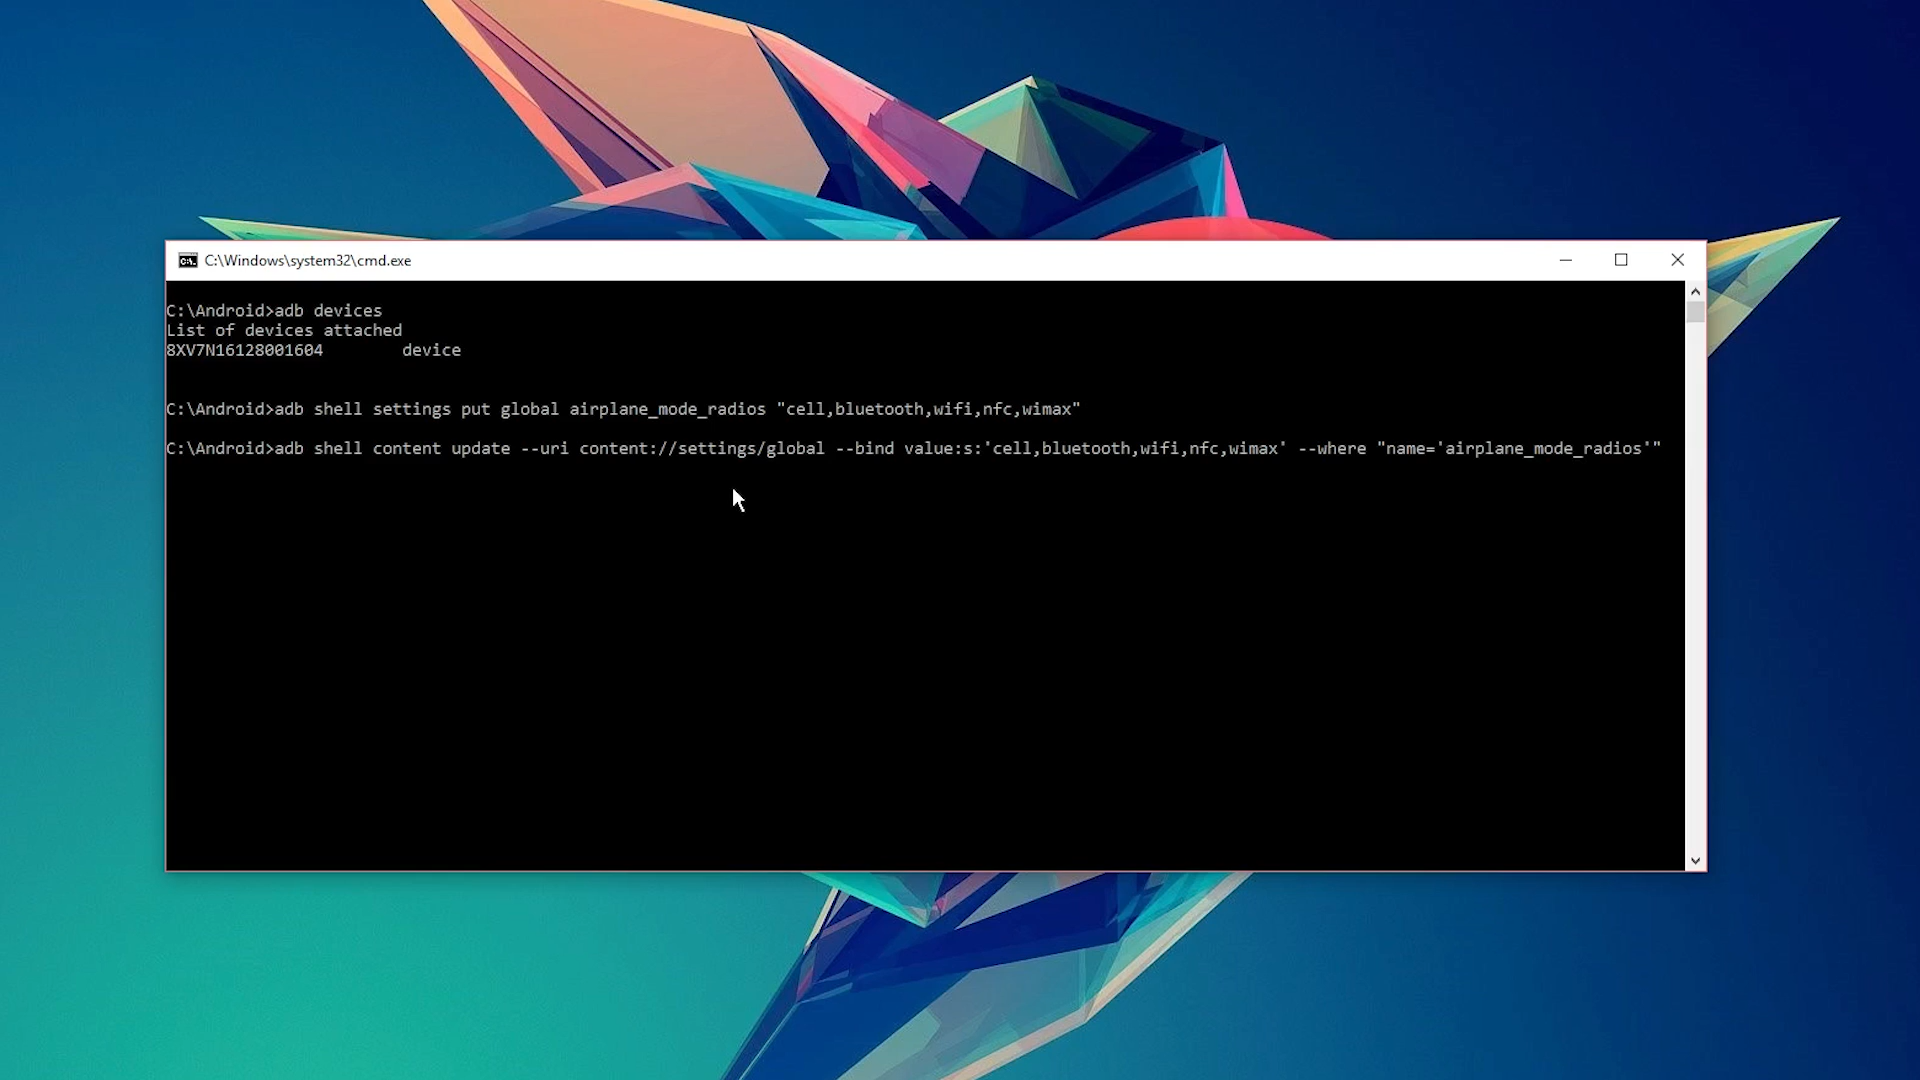 C:\Windows\system32\cmd.exe
C:\Android>adb devices
List of devices attached
8XV7N16128001604        device
C:\Android>adb shell settings put global airplane_mode_radios "cell,bluetooth,wifi,nfc,wimax"
C:\Android>adb shell content update --uri content://settings/global --bind value:s:'cell,bluetooth,wifi,nfc,wimax' --where "name='airplane_mode_radios'"